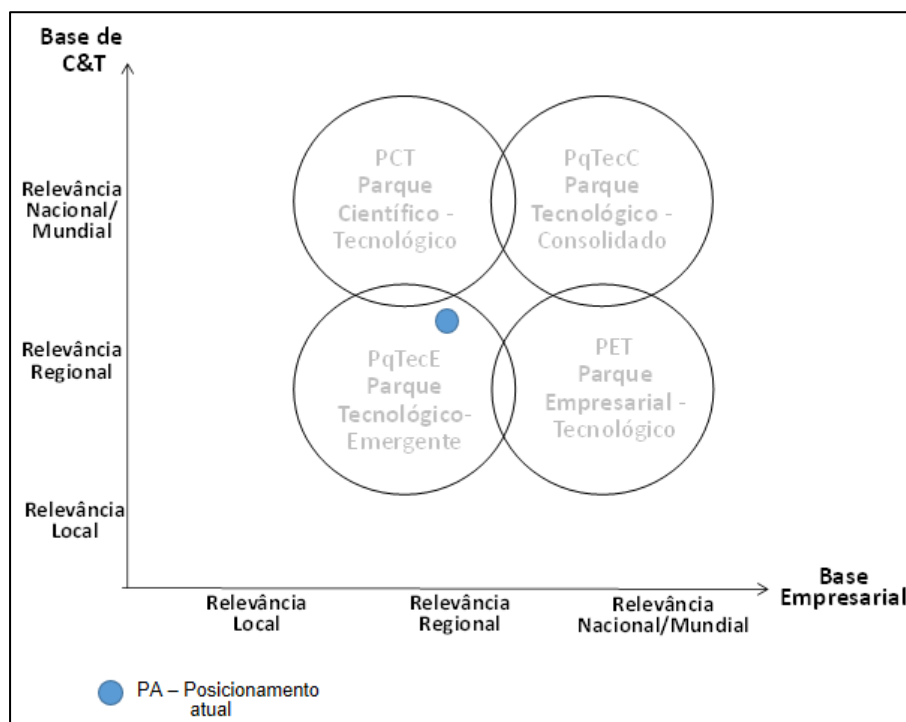 Base de
C&T
PCT
Parque
Científico -
Tecnológico
PqTecC
Parque
Tecnológico -
Consolidado
Relevância
Nacional/
Mundial
PqTecE
Parque
Tecnológico-
Emergente
PET
Parque
Empresarial -
Tecnológico
Relevância
Regional
Relevância
Local
Relevância
Local
Relevância
Regional
Relevância
Nacional/Mundial
Base
Empresarial
PA – Posicionamento
atual